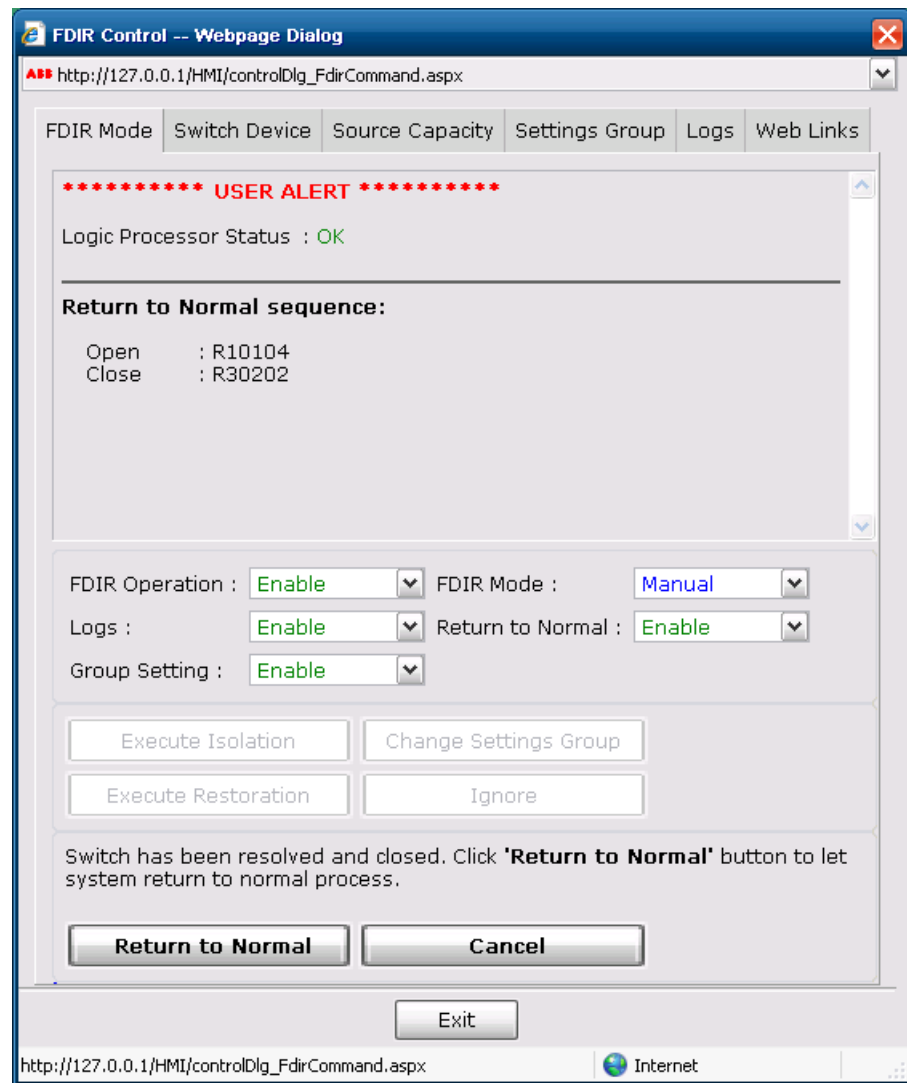 FDIR Control -- Webpage Dialog
ABB http://127.0.0.1/HMI/controlDlg_FdirCommand.aspx
FDIR Mode Switch Device Source Capacity Settings Group Logs Web Links
********** USER ALERT **********
Logic Processor Status : OK
Return to Normal sequence:
Open : R10104
Close : R30202
FDIR Operation : Enable FDIR Mode : Manual
Logs : Enable Return to Normal : Enable
Group Setting : Enable
Execute Isolation Change Settings Group
Execute Restoration Ignore
Switch has been resolved and closed. Click 'Return to Normal' button to let
system return to normal process.
Return to Normal Cancel
Exit
http://127.0.0.1/HMI/controlDlg_FdirCommand.aspx Internet